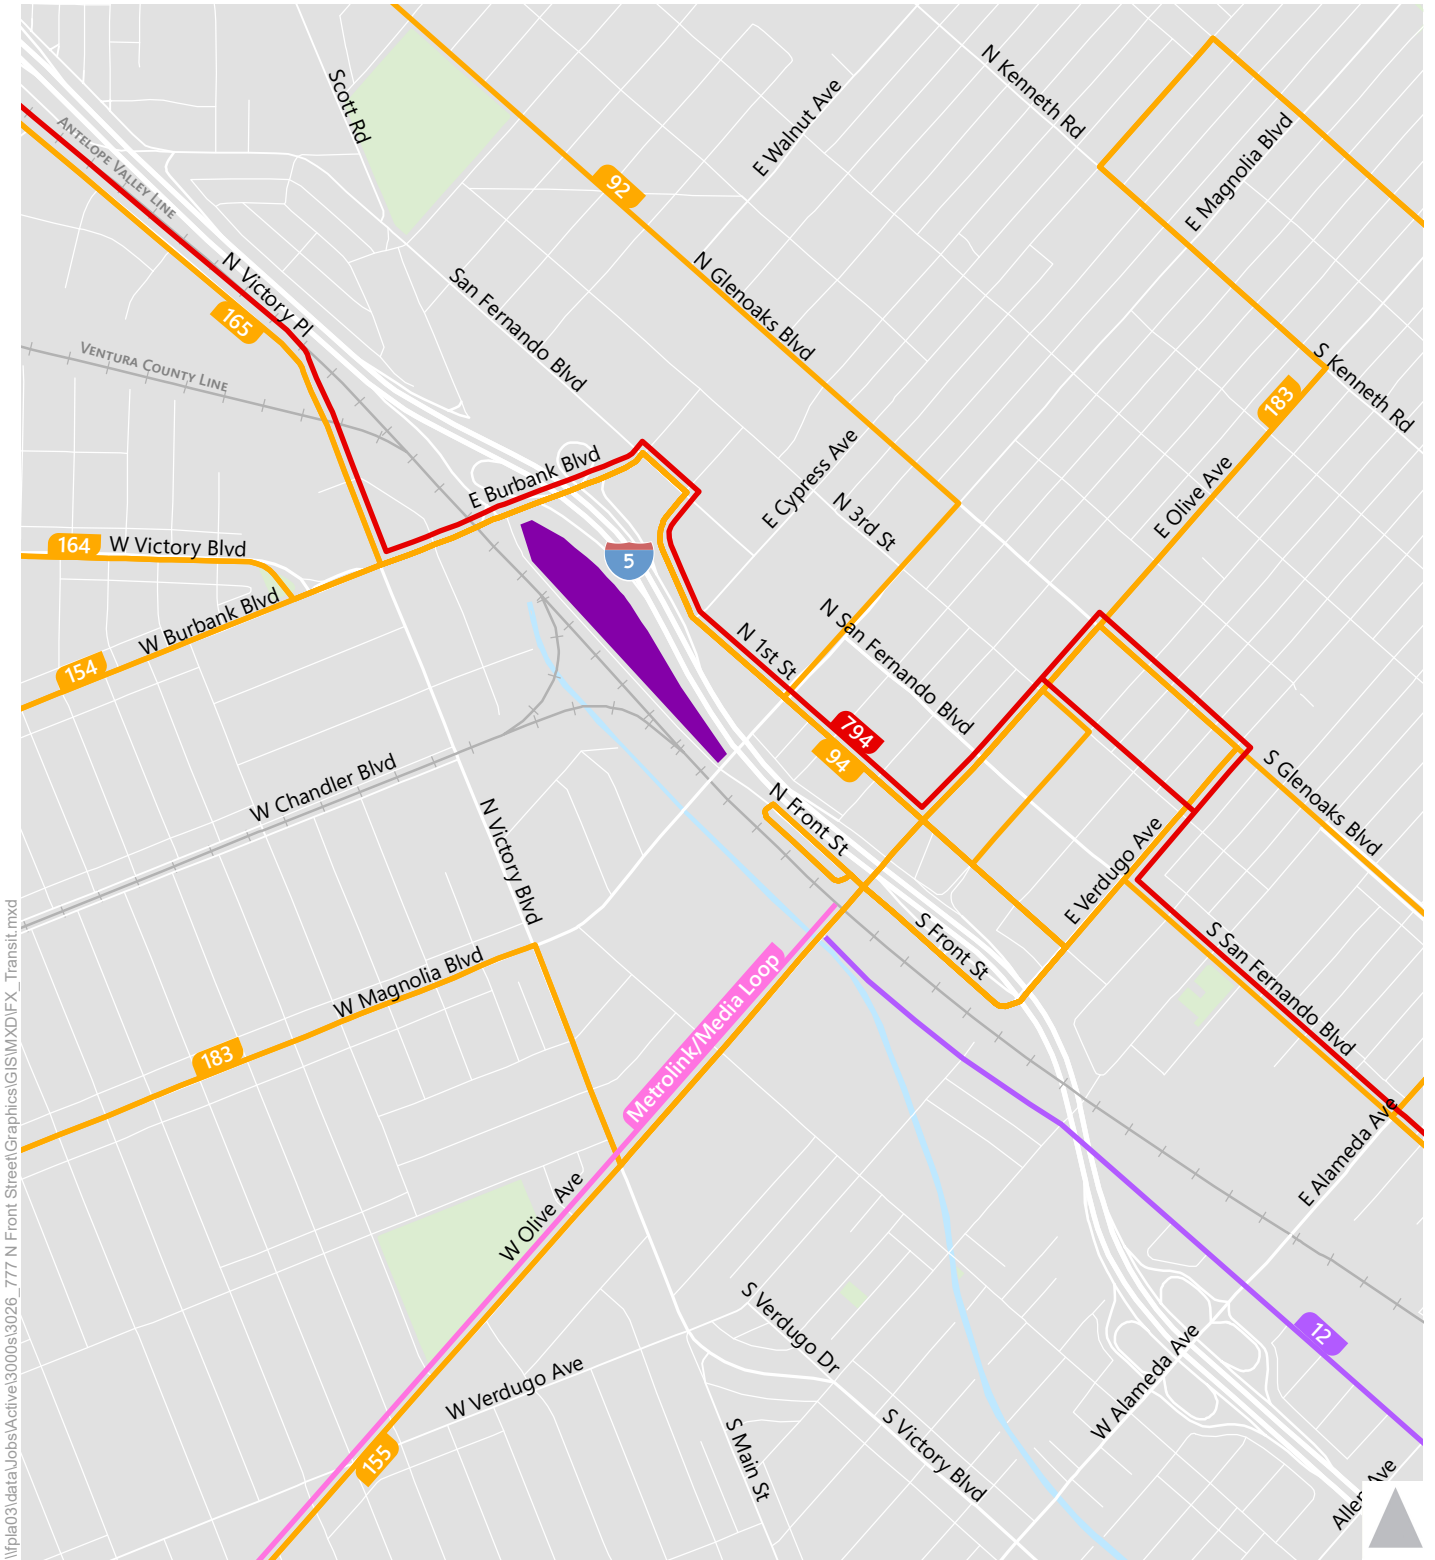 N Kenneth Rd
Scott Rd
E Walnut Ave
E Magnolia Blvd
ANTELOPE VALLEY LINE
92
N Victory Pl
N Glenoaks Blvd
San Fernando Blvd
165
VENTURA COUNTY LINE
S Kenneth Rd
183
E Cypress Ave
E Burbank Blvd
N 3rd St
E Olive Ave
164
W Victory Blvd
5
W Burbank Blvd
154
N 1st St
N San Fernando Blvd
794
94
W Chandler Blvd
S Glenoaks Blvd
N Front St
N Victory Blvd
E Verdugo Ave
S Front St
S San Fernando Blvd
W Magnolia Blvd
Metrolink/Media Loop
183
E Alameda Ave
W Olive Ave
S Verdugo Dr
12
W Verdugo Ave
W Alameda Ave
S Main St
S Victory Blvd
155
Allen Ave
\\fpla03\data\Jobs\Active\3000s\3026_777 N Front Street\Graphics\GIS\MXD\FX_Transit.mxd